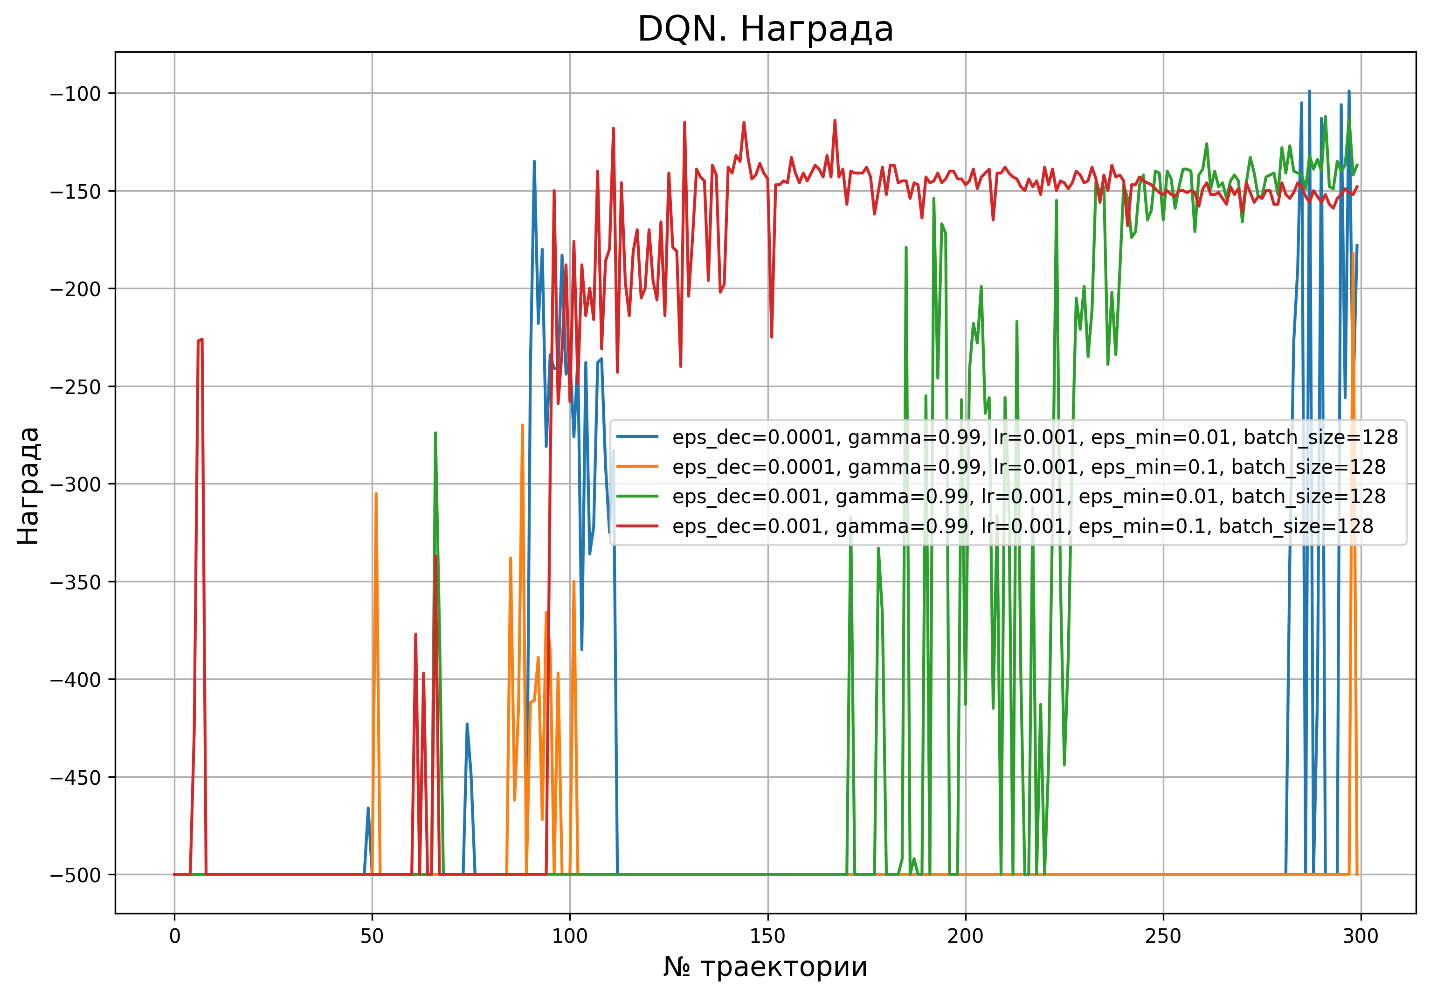 DQN. Награда
Награда
−100
−150
−200
−250
−300
−350
−400
−450
−500
eps_dec=0.0001, gamma=0.99, lr=0.001, eps_min=0.01, batch_size=128
eps_dec=0.0001, gamma=0.99, lr=0.001, eps_min=0.1, batch_size=128
eps_dec=0.001, gamma=0.99, lr=0.001, eps_min=0.01, batch_size=128
eps_dec=0.001, gamma=0.99, lr=0.001, eps_min=0.1, batch_size=128
0 50 100 150 200 250 300
№ траектории